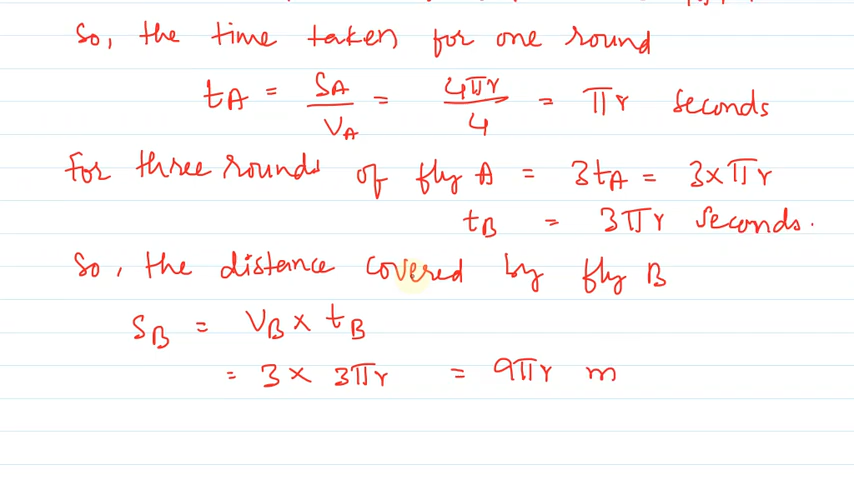 So, the time taken for one round
tA = SA/VA = 4πr/4 = πr seconds
For three rounds of fly A = 3tA = 3×πr
tB = 3πr seconds.
So, the distance covered by fly B
SB = VB × tB
= 3 × 3πr = 9πr m